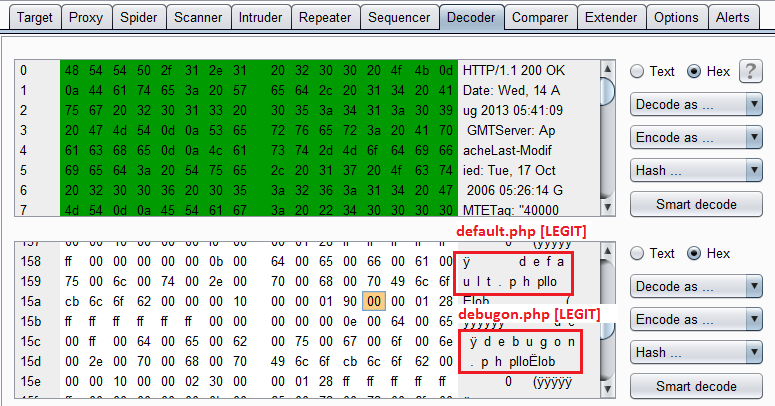 Target Proxy Spider Scanner Intruder Repeater Sequencer Decoder Comparer Extender Options Alerts
0 48 54 54 50 2f 31 2e 31 20 32 30 30 20 4f 4b 0d HTTP/1.1 200 OK
1 0a 44 61 74 65 3a 20 57 65 64 2c 20 31 34 20 41 Date: Wed, 14 A
2 75 67 20 32 30 31 33 20 30 35 3a 34 31 3a 30 39 ug 2013 05:41:09
3 20 47 4d 54 0d 0a 53 65 72 76 65 72 3a 20 41 70 GMTServer: Ap
4 61 63 68 65 0d 0a 4c 61 73 74 2d 4d 6f 64 69 66 acheLast-Modif
5 69 65 64 3a 20 54 75 65 2c 20 31 37 20 4f 63 74 ied: Tue, 17 Oct
6 20 32 30 30 36 20 30 35 3a 32 36 3a 31 34 20 47 2006 05:26:14 G
7 4d 54 0d 0a 45 54 61 67 3a 20 22 34 30 30 30 30 MTETag: "40000
Text Hex ?
Decode as ...
Encode as ...
Hash ...
Smart decode
default.php [LEGIT]
158 ff 00 00 00 00 00 0b 00 64 00 65 00 66 00 61 00 ÿ d e f a
159 75 00 6c 00 74 00 2e 00 70 00 68 00 70 49 6c 6f u l t . p h pIlo
15a cb 6c 6f 62 00 00 00 10 00 00 01 90 00 00 01 28 Ëlob (
debugon.php [LEGIT]
15b ff ff ff ff ff ff 00 00 00 00 00 0e 00 64 00 65
15c 00 ff 00 64 00 65 00 62 00 75 00 67 00 6f 00 6e ÿ d e b u g o n
15d 00 2e 00 70 00 68 00 70 49 6c 6f cb 6c 6f 62 00 . p h pIloËlob
15e 00 00 10 00 00 02 30 00 00 01 28 ff ff ff ff ff 0 (ÿÿÿÿÿ
Text Hex
Decode as ...
Encode as ...
Hash ...
Smart decode